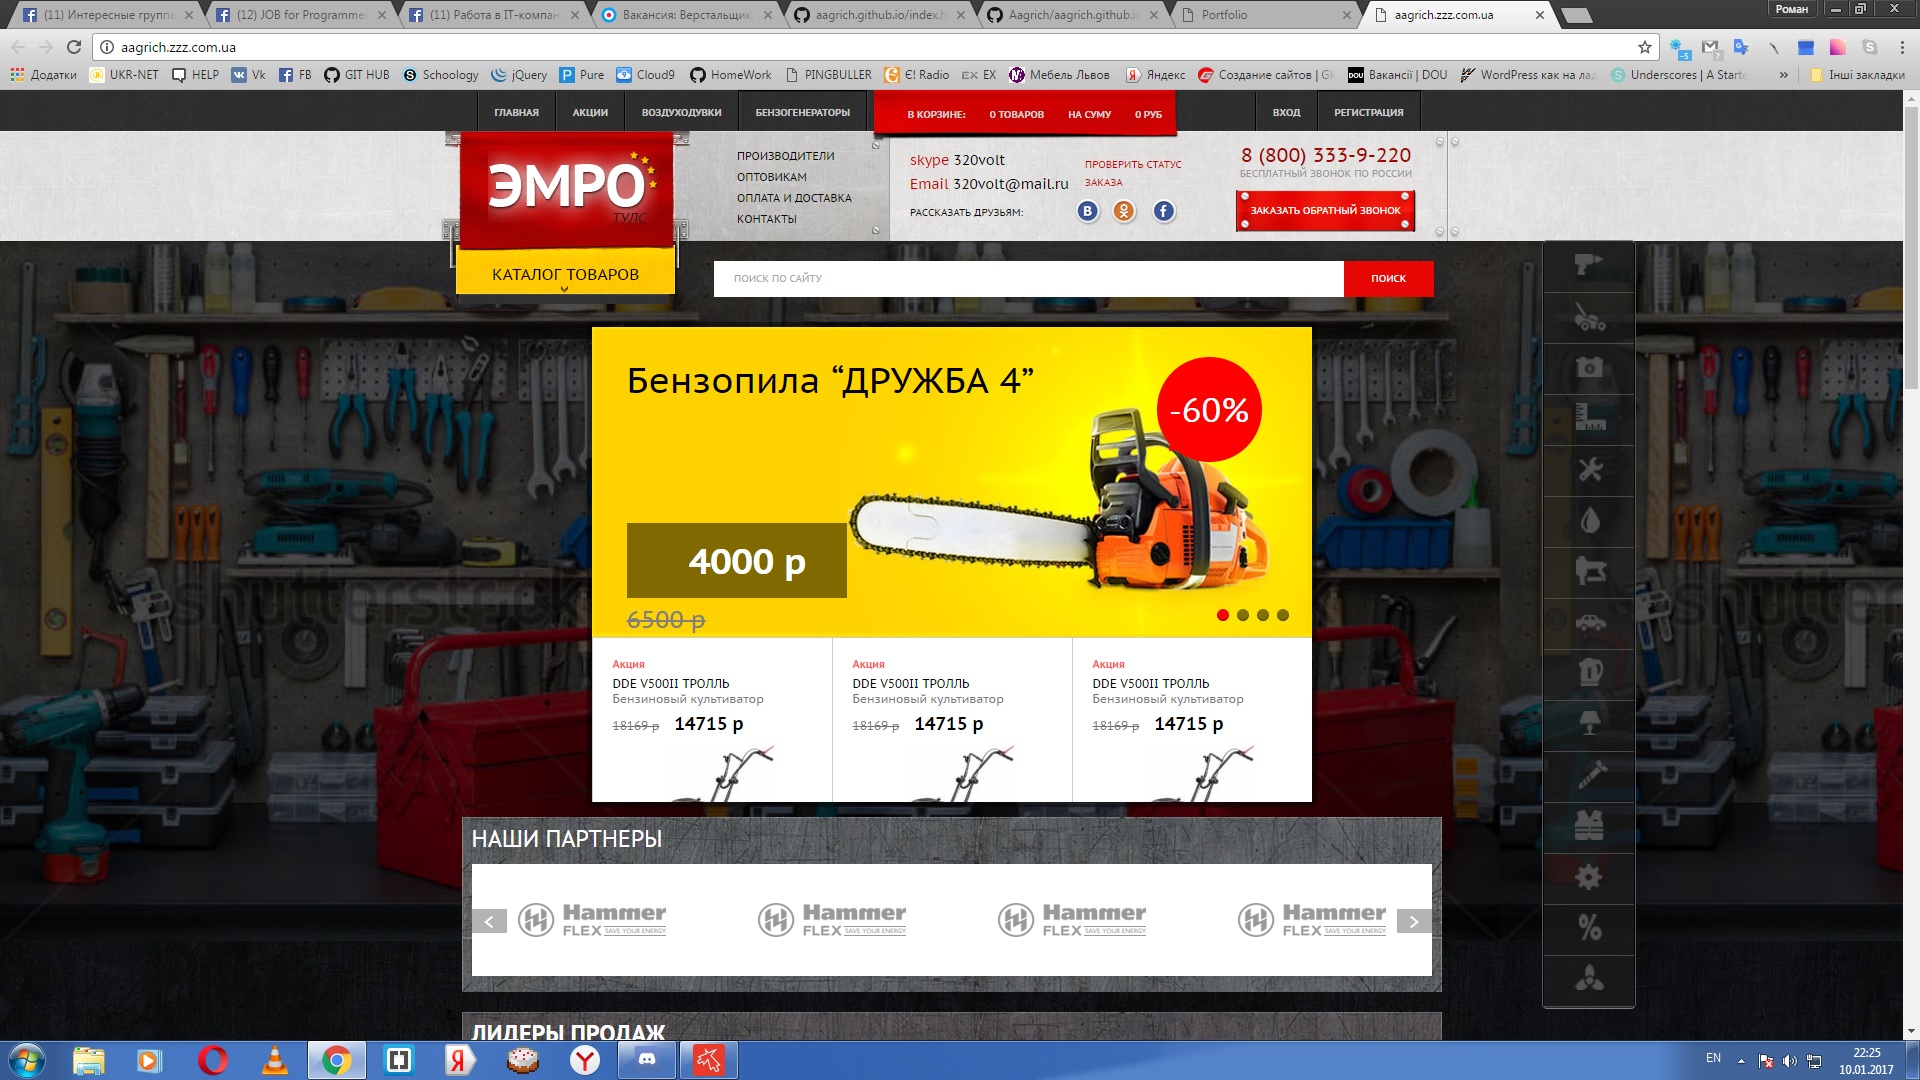 (11) Интересные группы
(12) JOB for Programmer
(11) Работа в IT-компан
Вакансия: Верстальщик,
aagrich.github.io/index.h
Aagrich/aagrich.github.io
Portfolio
aagrich.zzz.com.ua
Роман
aagrich.zzz.com.ua
Додатки
UKR-NET
HELP
Vk
FB
GIT HUB
Schoology
jQuery
Pure
Cloud9
HomeWork
PINGBULLER
Є! Radio
EX
Мебель Львов
Яндекс
Создание сайтов | Gk
Вакансії | DOU
WordPress как на лад
Underscores | A Starte
»
Інші закладки
ГЛАВНАЯ
АКЦИИ
ВОЗДУХОДУВКИ
БЕНЗОГЕНЕРАТОРЫ
В КОРЗИНЕ: 0 ТОВАРОВ НА СУММУ 0 РУБ
ВХОД
РЕГИСТРАЦИЯ
ЭМРО
ТУЛС
КАТАЛОГ ТОВАРОВ
ПРОИЗВОДИТЕЛИ
ОПТОВИКАМ
ОПЛАТА И ДОСТАВКА
КОНТАКТЫ
skype 320volt
Email 320volt@mail.ru
РАССКАЗАТЬ ДРУЗЬЯМ:
ПРОВЕРИТЬ СТАТУС
ЗАКАЗА
8 (800) 333-9-220
БЕСПЛАТНЫЙ ЗВОНОК ПО РОССИИ
ЗАКАЗАТЬ ОБРАТНЫЙ ЗВОНОК
ПОИСК ПО САЙТУ
ПОИСК
Бензопила “ДРУЖБА 4”
-60%
4000 р
6500 р
shutterstock
shutter
Акция
DDE V500II ТРОЛЛЬ
Бензиновый культиватор
18169 р 14715 р
Акция
DDE V500II ТРОЛЛЬ
Бензиновый культиватор
18169 р 14715 р
Акция
DDE V500II ТРОЛЛЬ
Бензиновый культиватор
18169 р 14715 р
НАШИ ПАРТНЕРЫ
Hammer
FLEX SAVE YOUR ENERGY
Hammer
FLEX SAVE YOUR ENERGY
Hammer
FLEX SAVE YOUR ENERGY
Hammer
FLEX SAVE YOUR ENERGY
ЛИДЕРЫ ПРОДАЖ
EN
22:25
10.01.2017